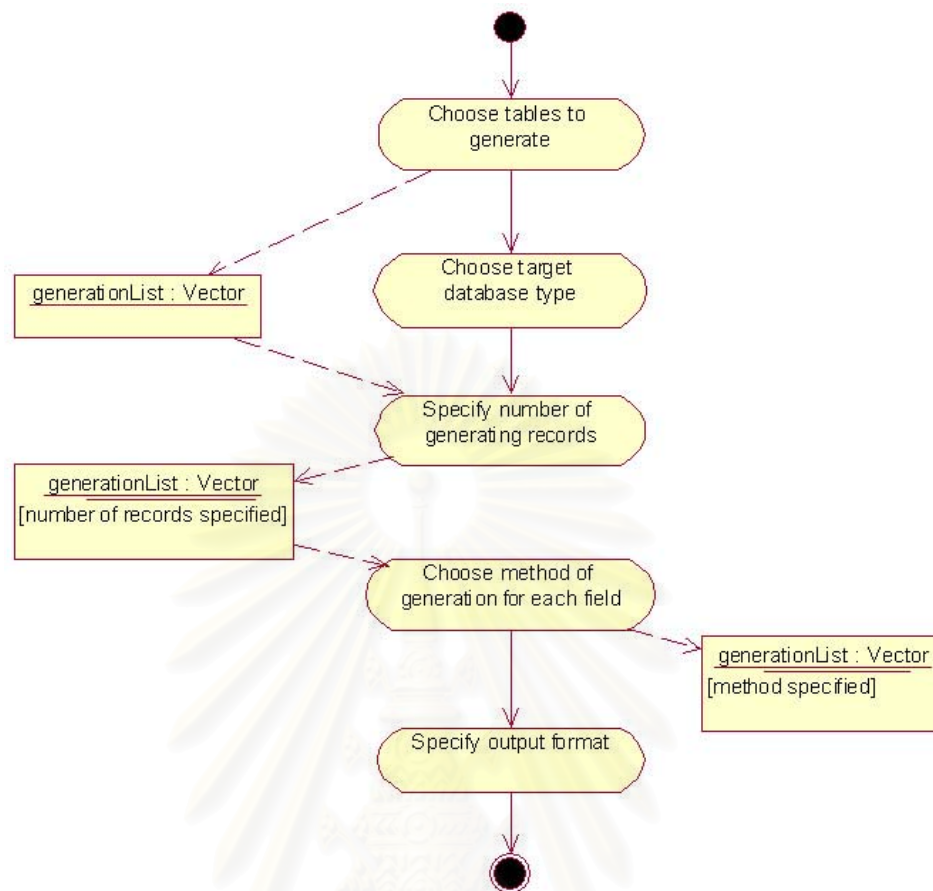 Choose tables to
generate
Choose target
database type
generationList : Vector
Specify number of
generating records
generationList : Vector
[number of records specified]
Choose method of
generation for each field
generationList : Vector
[method specified]
Specify output format